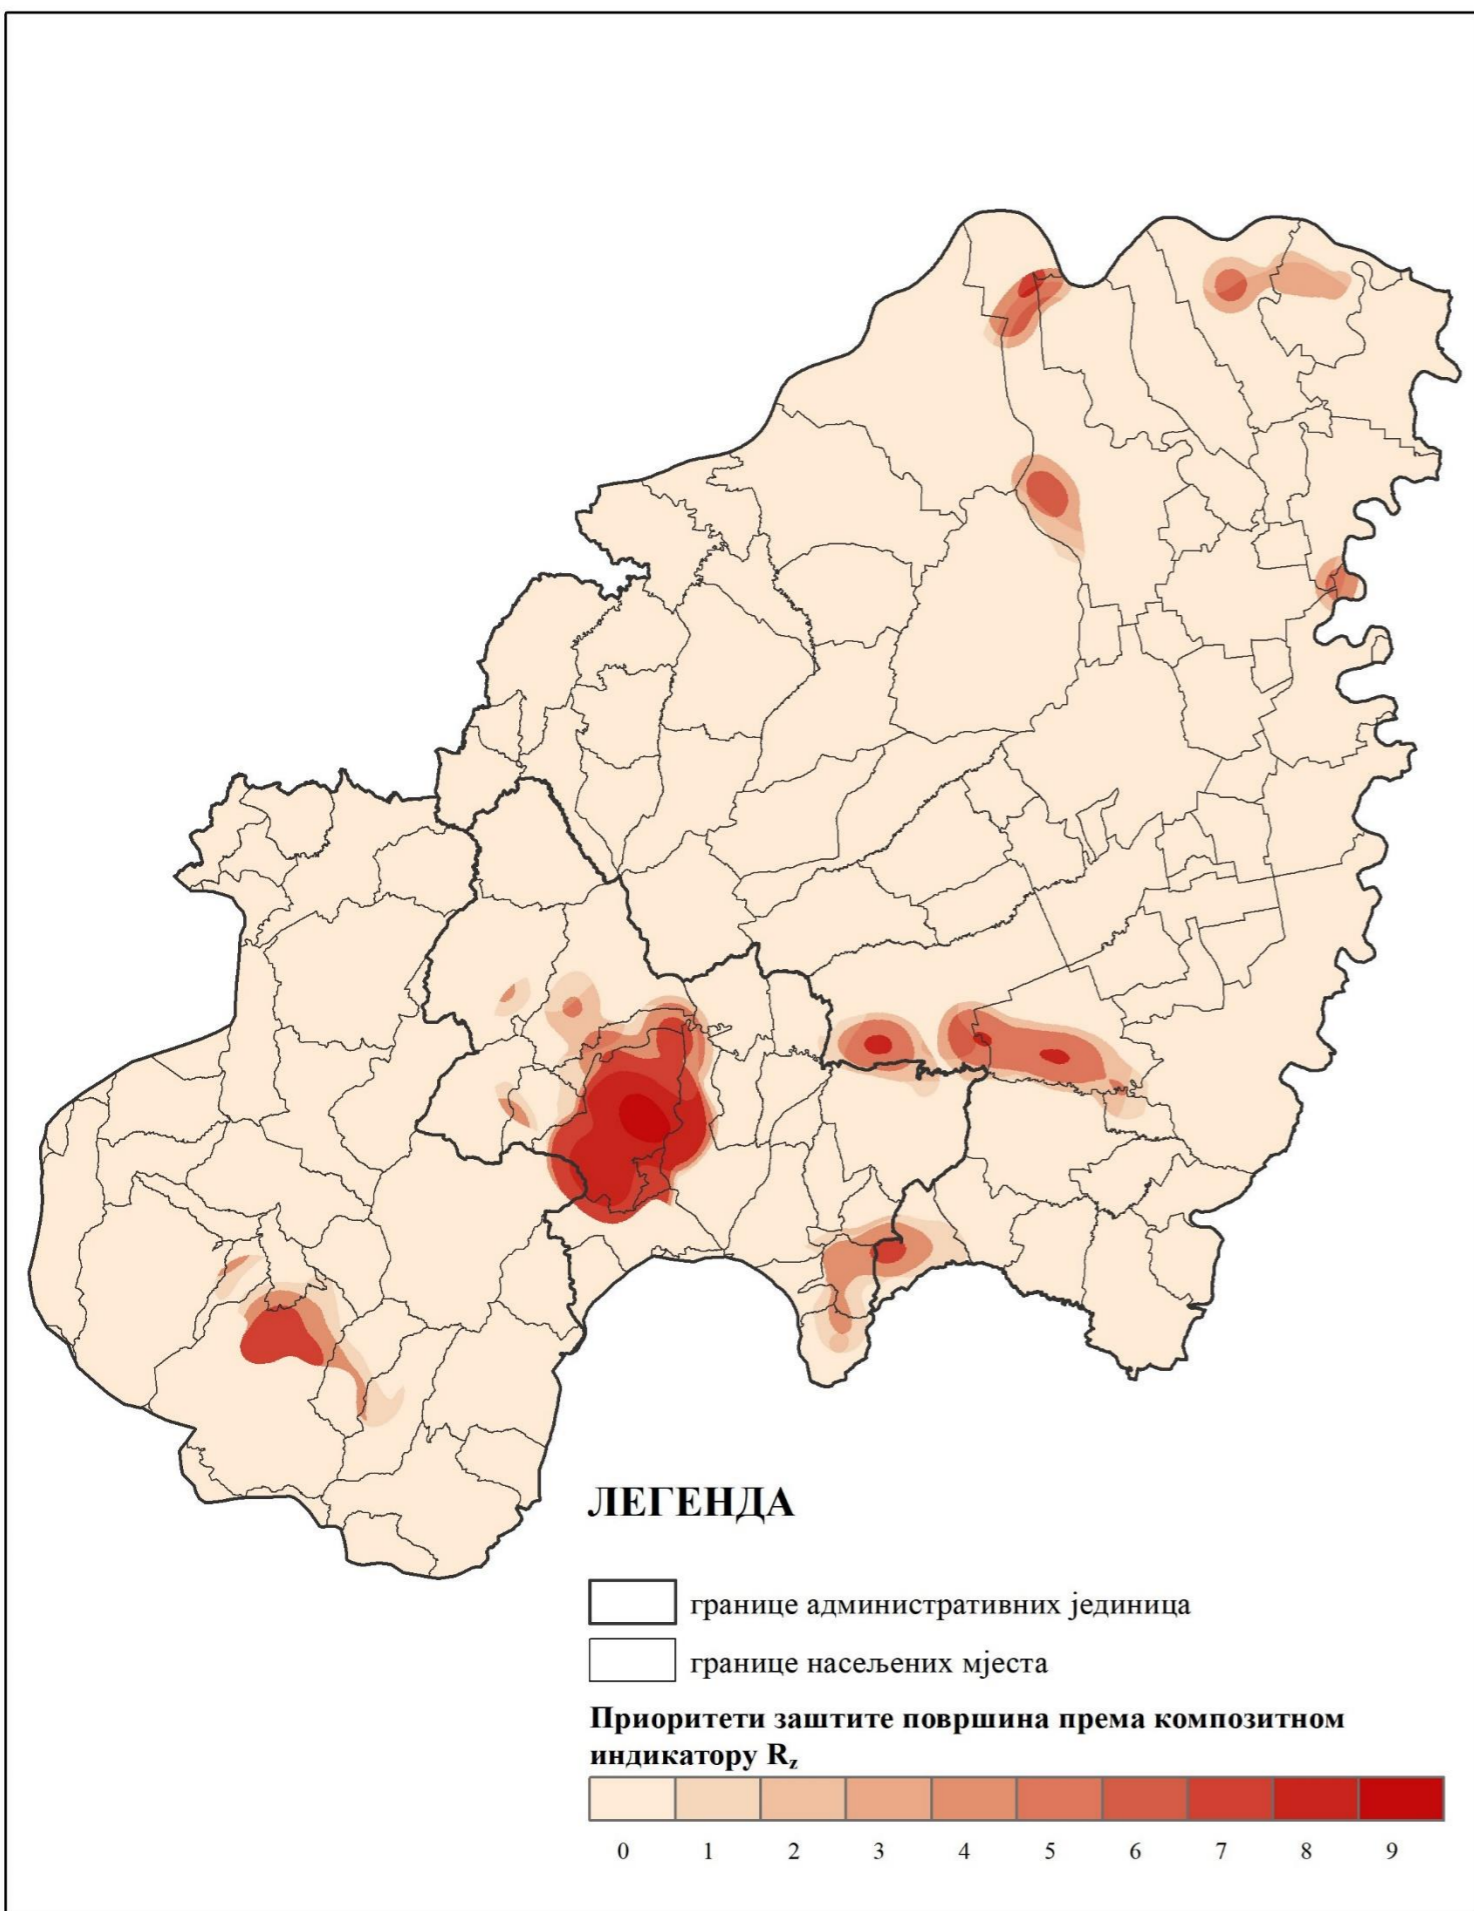 ЛЕГЕНДА
границе административних јединица
границе насељених мјеста
Приоритети заштите површина према композитном
индикатору Rz
0 1 2 3 4 5 6 7 8 9